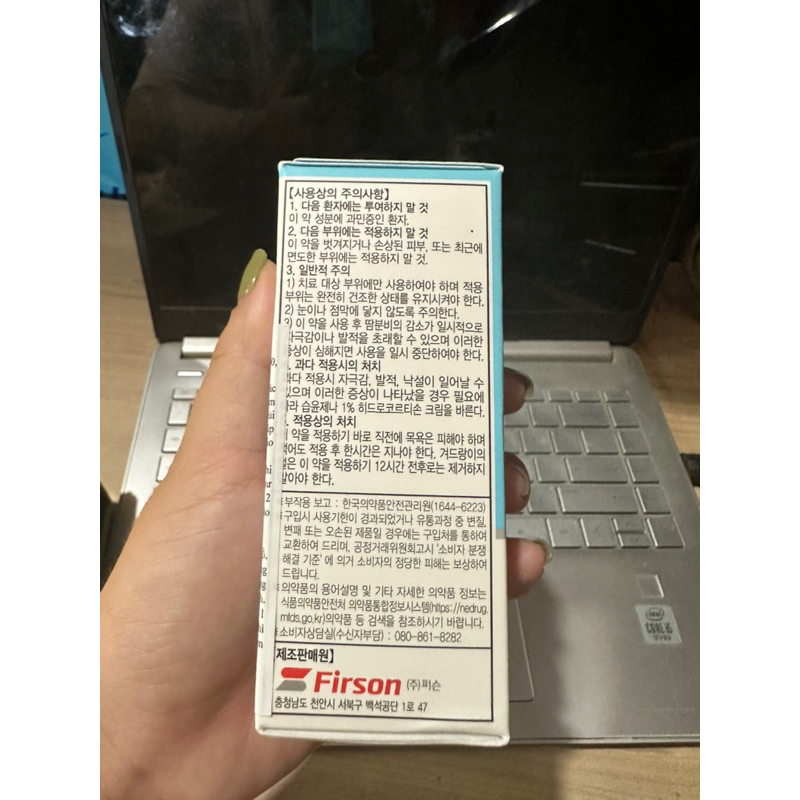 【사용상의 주의사항】
1. 다음 환자에는 투여하지 말 것
이 약 성분에 과민증인 환자.
2. 다음 부위에는 적용하지 말 것
이 약을 벗겨지거나 손상된 피부, 또는 최근에
면도한 부위에는 적용하지 말 것.
3. 일반적 주의
1) 치료 대상 부위에만 사용하여야 하며 적용
부위는 완전히 건조한 상태를 유지시켜야 한다.
2) 눈이나 점막에 닿지 않도록 주의한다.
3) 이 약을 사용 후 땀분비의 감소가 일시적으로
자극감이나 발적을 초래할 수 있으며 이러한
증상이 심해지면 사용을 일시 중단하여야 한다.
. 과다 적용시의 처치
과다 적용시 자극감, 발적, 낙설이 일어날 수
있으며 이러한 증상이 나타났을 경우 필요에
따라 습윤제나 1% 히드로코르티손 크림을 바른다.
. 적용상의 처치
약을 적용하기 바로 직전에 목욕은 피해야 하며
적어도 적용 후 한시간은 지나야 한다. 겨드랑이의
털은 이 약을 적용하기 12시간 전후로는 제거하지
말아야 한다.
부작용 보고 : 한국의약품안전관리원(1644-6223)
구입시 사용기한이 경과되었거나 유통과정 중 변질,
변패 또는 오손된 제품일 경우에는 구입처를 통하여
교환하여 드리며, 공정거래위원회고시 '소비자 분쟁
해결 기준' 에 의거 소비자의 정당한 피해는 보상하여
드립니다.
의약품의 용어설명 및 기타 자세한 의약품 정보는
식품의약품안전처 의약품통합정보시스템(https://nedrug.
mfds.go.kr)의약품 등 검색을 참조하시기 바랍니다.
소비자상담실(수신자부담) : 080-861-8282
제조판매원】
Firson (주)퍼슨
충청남도 천안시 서북구 백석공단 1로 47
intel
CORE i5